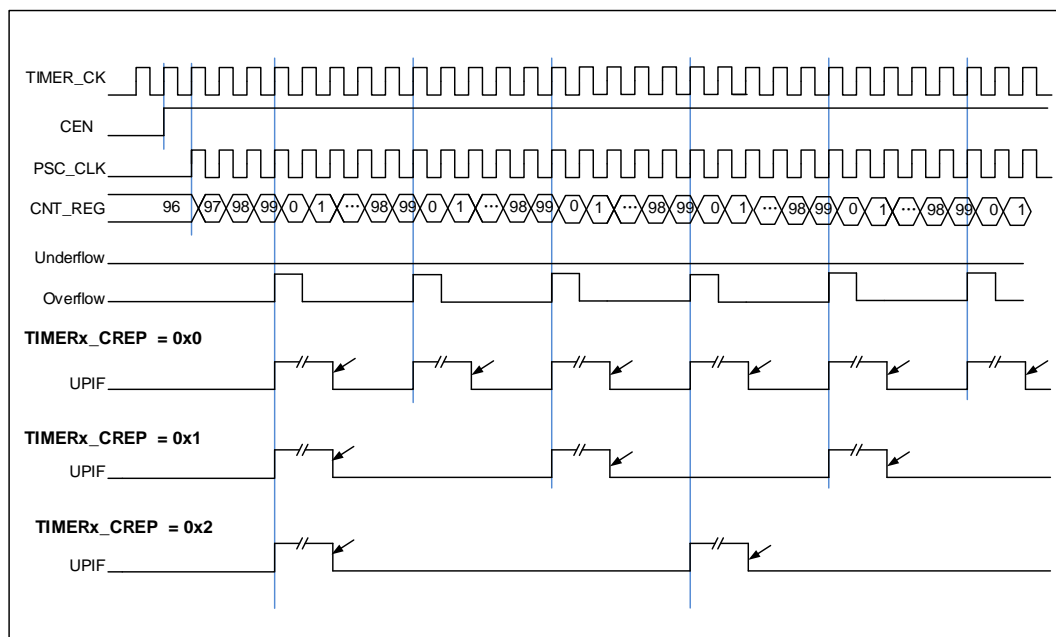 TIMER_CK
CEN
PSC_CLK
CNT_REG 96 97 98 99 0 1 ... 98 99 0 1 ... 98 99 0 1 ... 98 99 0 1 ... 98 99 0 1 ... 98 99 0 1
Underflow
Overflow
TIMERx_CREP = 0x0
UPIF
TIMERx_CREP = 0x1
UPIF
TIMERx_CREP = 0x2
UPIF